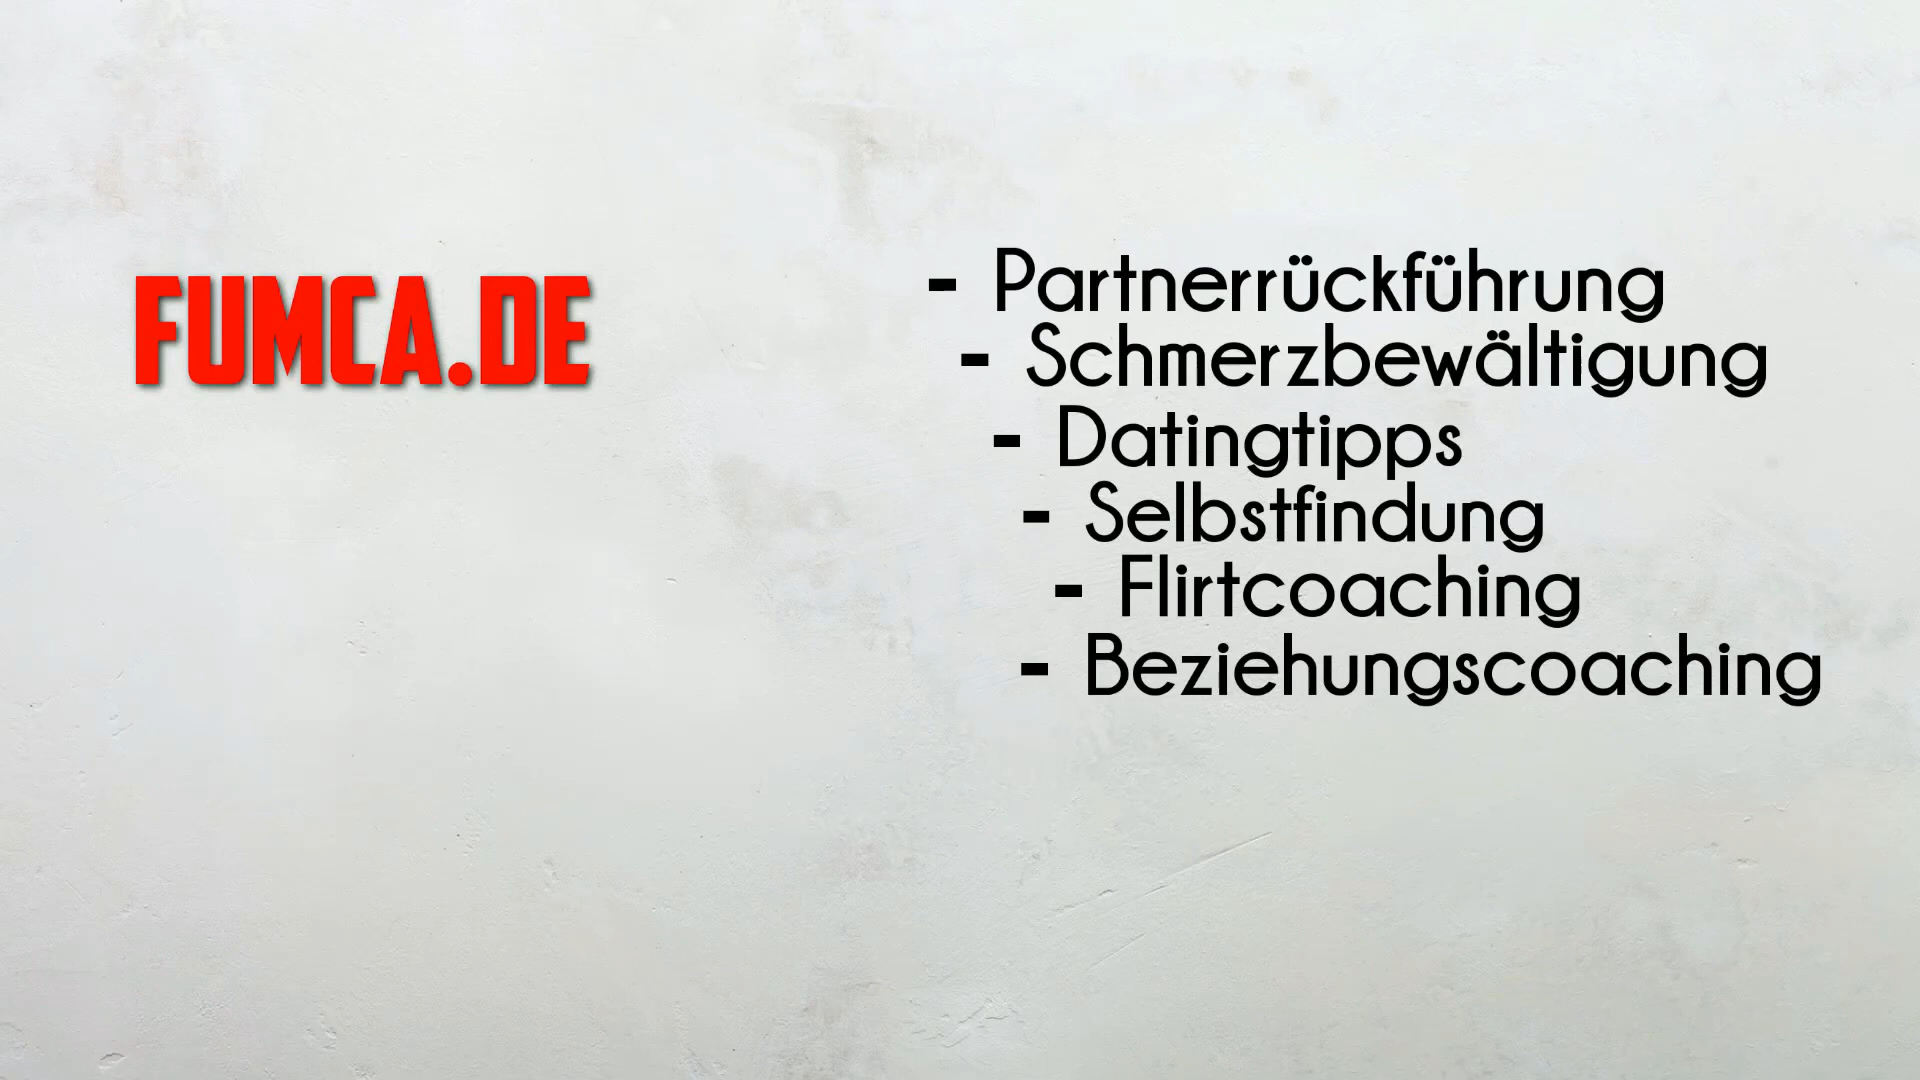 FUMCA.DE
- Partnerrückführung
- Schmerzbewältigung
- Datingtipps
- Selbstfindung
- Flirtcoaching
- Beziehungscoaching